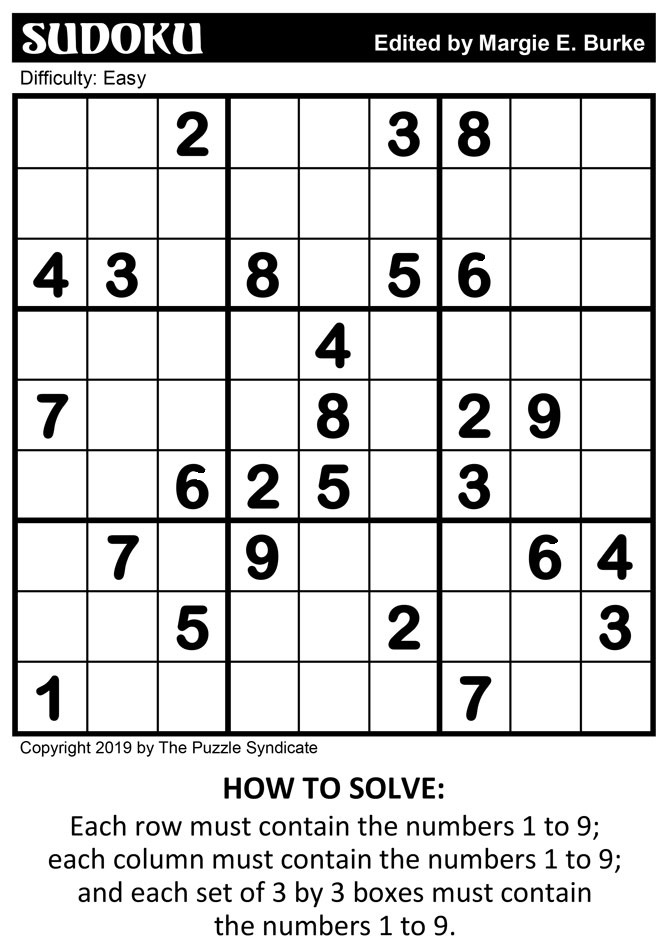 SUDOKU
Edited by Margie E. Burke
Difficulty: Easy
2 3 8
4 3 8 5 6
4
7 8 2 9
6 2 5 3
7 9 6 4
5 2 3
1 7
Copyright 2019 by The Puzzle Syndicate
HOW TO SOLVE:
Each row must contain the numbers 1 to 9;
each column must contain the numbers 1 to 9;
and each set of 3 by 3 boxes must contain
the numbers 1 to 9.